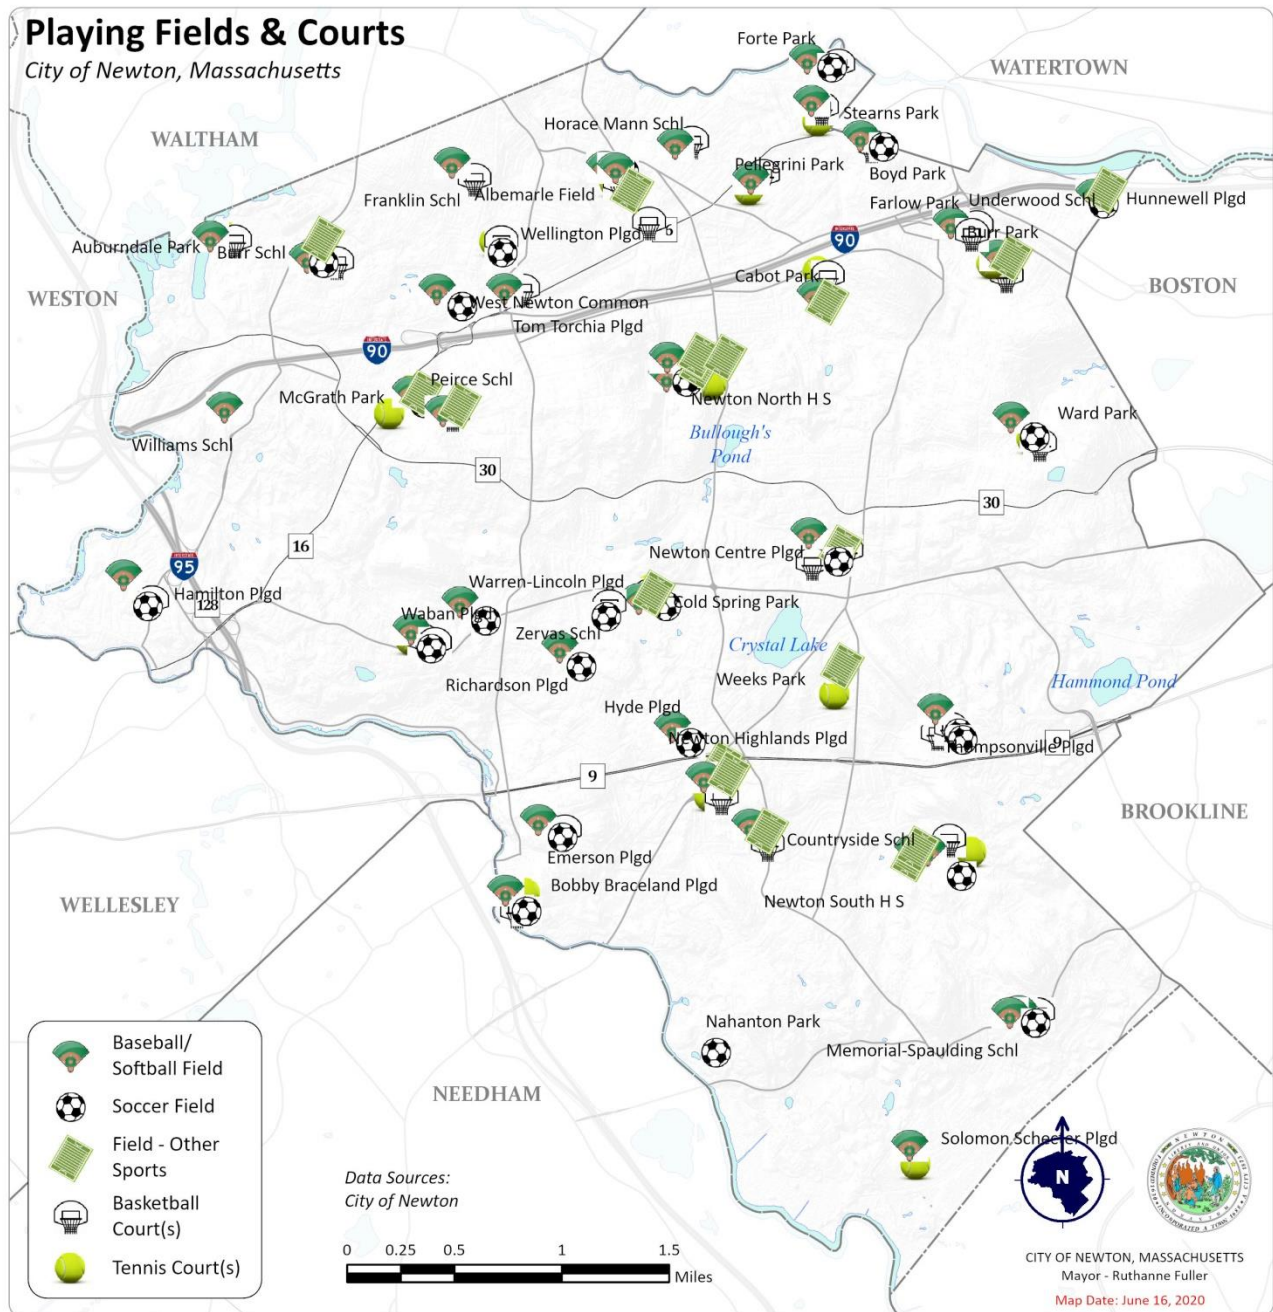 Playing Fields & Courts
City of Newton, Massachusetts
Forte Park
WATERTOWN
WALTHAM
Horace Mann Schl
Stearns Park
Pellegrini Park
Boyd Park
Franklin Schl
Albemarle Field
Farlow Park
Underwood Schl
Hunnewell Plgd
Auburndale Park
Burr Schl
Wellington Plgd
Burr Park
90
WESTON
Cabot Park
BOSTON
West Newton Common
Tom Torchia Plgd
90
McGrath Park
Peirce Schl
Newton North H S
Ward Park
Williams Schl
Bullough's
Pond
30
30
16
Newton Centre Plgd
95
Hamilton Plgd
128
Warren-Lincoln Plgd
Waban Plgd
Cold Spring Park
Zervas Schl
Crystal Lake
Richardson Plgd
Weeks Park
Hammond Pond
Hyde Plgd
Newton Highlands Plgd
Thompsonville Plgd
9
9
BROOKLINE
Emerson Plgd
Countryside Schl
Bobby Braceland Plgd
Newton South H S
WELLESLEY
Nahanton Park
Memorial-Spaulding Schl
NEEDHAM
Solomon Schecter Plgd
Baseball/
Softball Field
Soccer Field
Field - Other
Sports
Basketball
Court(s)
Tennis Court(s)
Data Sources:
City of Newton
0 0.25 0.5 1 1.5
Miles
N
CITY OF NEWTON, MASSACHUSETTS
Mayor - Ruthanne Fuller
Map Date: June 16, 2020